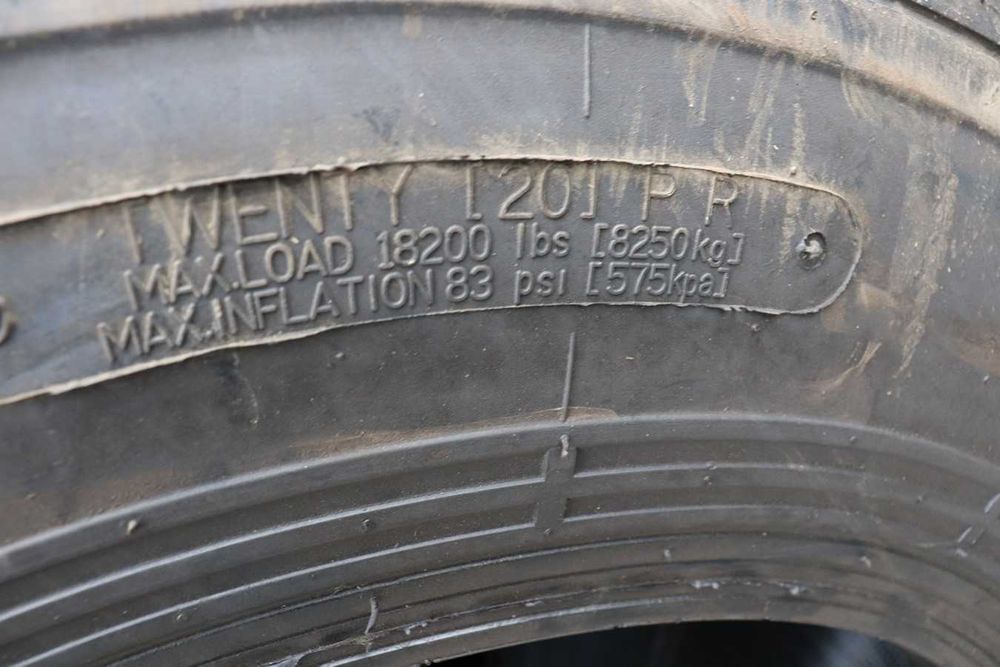 TWENTY [20] P R
MAX.LOAD 18200 lbs [8250kg]
MAX.INFLATION 83 psi [575kpa]